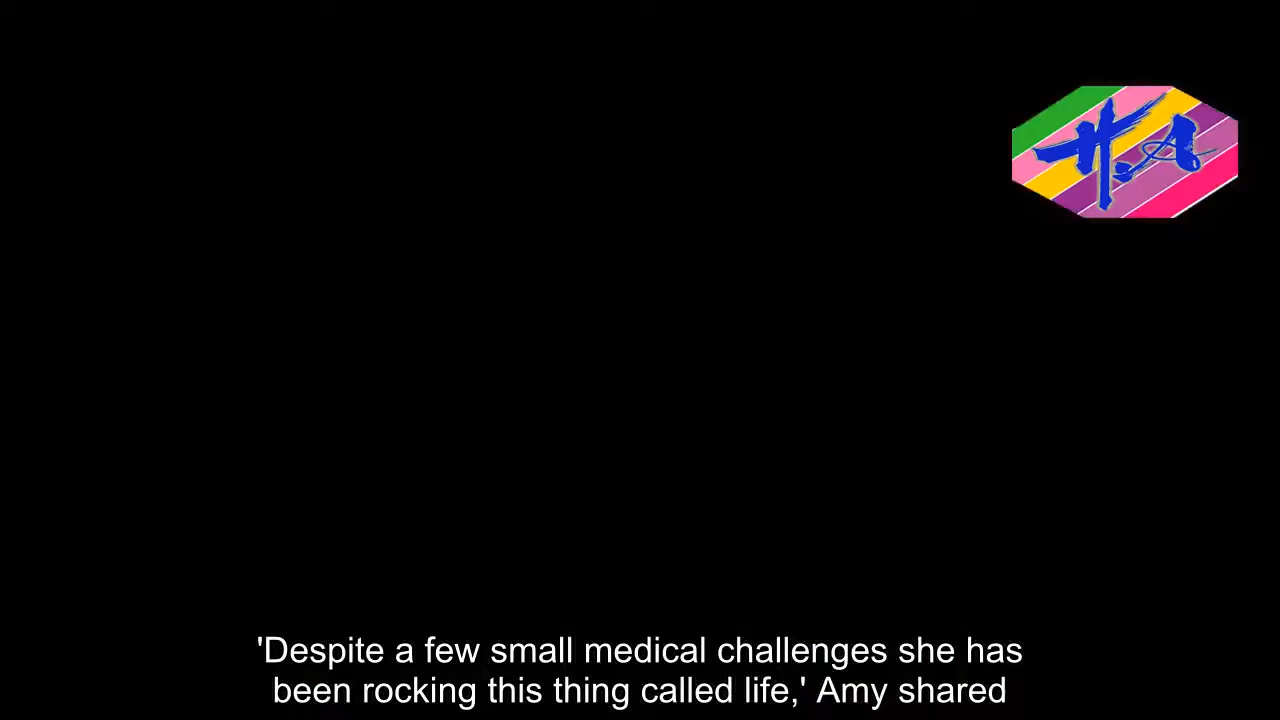 H.A
'Despite a few small medical challenges she has
been rocking this thing called life,' Amy shared